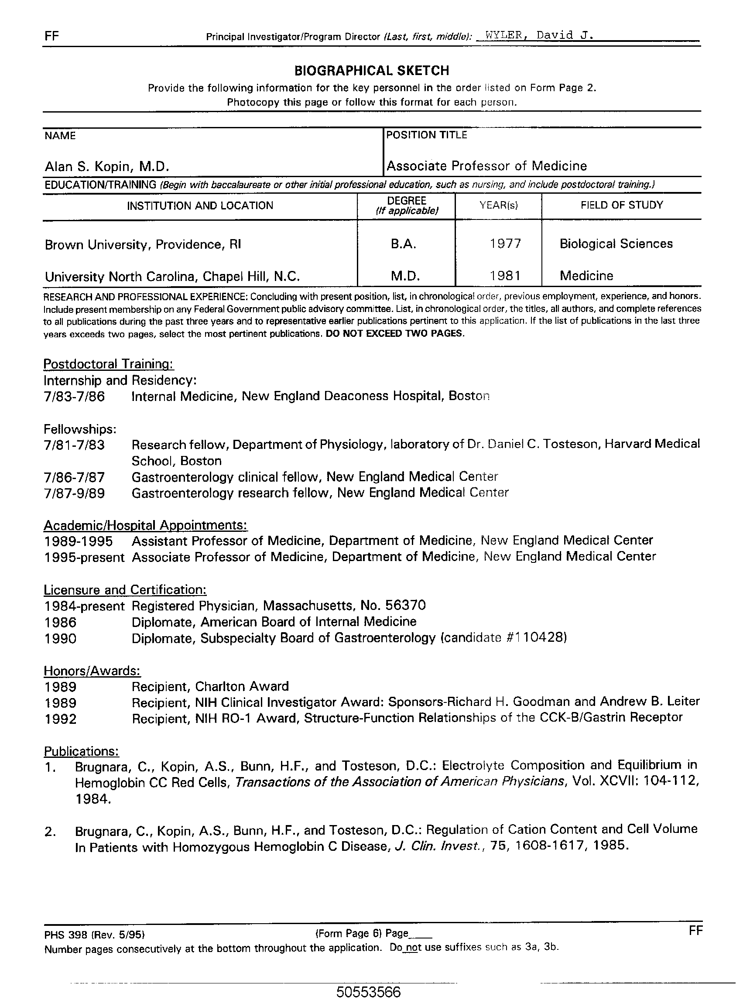 FF
Principal Investigator/Program Director (Last, first, middle): WYLER, David J.
BIOGRAPHICAL SKETCH
Provide the following information for the key personnel in the order listed on Form Page 2.
Photocopy this page or follow this format for each person.
NAME
POSITION TITLE
Alan S. Kopin, M.D.
Associate Professor of Medicine
EDUCATION/TRAINING (Begin with baccalaureate or other initial professional education, such as nursing, and include postdoctoral training.)
INSTITUTION AND LOCATION
DEGREE
(If applicable)
YEAR(s)
FIELD OF STUDY
Brown University, Providence, RI B.A. 1977 Biological Sciences
University North Carolina, Chapel Hill, N.C. M.D. 1981 Medicine
RESEARCH AND PROFESSIONAL EXPERIENCE: Concluding with present position, list, in chronological order, previous employment, experience, and honors.
Include present membership on any Federal Government public advisory committee. List, in chronological order, the titles, all authors, and complete references
to all publications during the past three years and to representative earlier publications pertinent to this application. If the list of publications in the last three
years exceeds two pages, select the most pertinent publications. DO NOT EXCEED TWO PAGES.
Postdoctoral Training:
Internship and Residency:
7/83-7/86 Internal Medicine, New England Deaconess Hospital, Boston
Fellowships:
7/81-7/83 Research fellow, Department of Physiology, laboratory of Dr. Daniel C. Tosteson, Harvard Medical
School, Boston
7/86-7/87 Gastroenterology clinical fellow, New England Medical Center
7/87-9/89 Gastroenterology research fellow, New England Medical Center
Academic/Hospital Appointments:
1989-1995 Assistant Professor of Medicine, Department of Medicine, New England Medical Center
1995-present Associate Professor of Medicine, Department of Medicine, New England Medical Center
Licensure and Certification:
1984-present Registered Physician, Massachusetts, No. 56370
1986 Diplomate, American Board of Internal Medicine
1990 Diplomate, Subspecialty Board of Gastroenterology (candidate #110428)
Honors/Awards:
1989 Recipient, Charlton Award
1989 Recipient, NIH Clinical Investigator Award: Sponsors-Richard H. Goodman and Andrew B. Leiter
1992 Recipient, NIH RO-1 Award, Structure-Function Relationships of the CCK-B/Gastrin Receptor
Publications:
1. Brugnara, C., Kopin, A.S., Bunn, H.F., and Tosteson, D.C.: Electrolyte Composition and Equilibrium in
Hemoglobin CC Red Cells, Transactions of the Association of American Physicians, Vol. XCVII: 104-112,
1984.
2. Brugnara, C., Kopin, A.S., Bunn, H.F., and Tosteson, D.C.: Regulation of Cation Content and Cell Volume
In Patients with Homozygous Hemoglobin C Disease, J. Clin. Invest., 75, 1608-1617, 1985.
PHS 398 (Rev. 5/95) (Form Page 6) Page____ FF
Number pages consecutively at the bottom throughout the application. Do not use suffixes such as 3a, 3b.
50553566